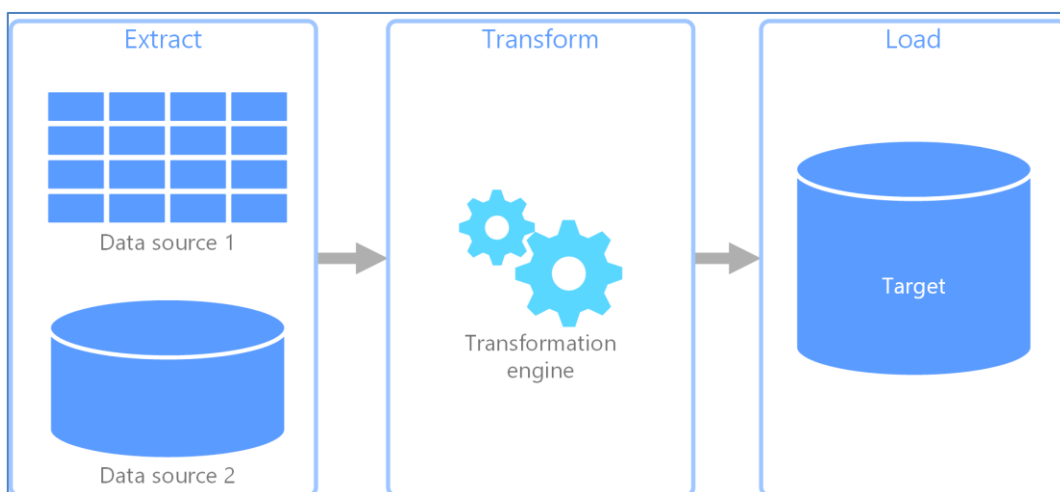 Extract
Data source 1
Data source 2
Transform
Transformation
engine
Load
Target